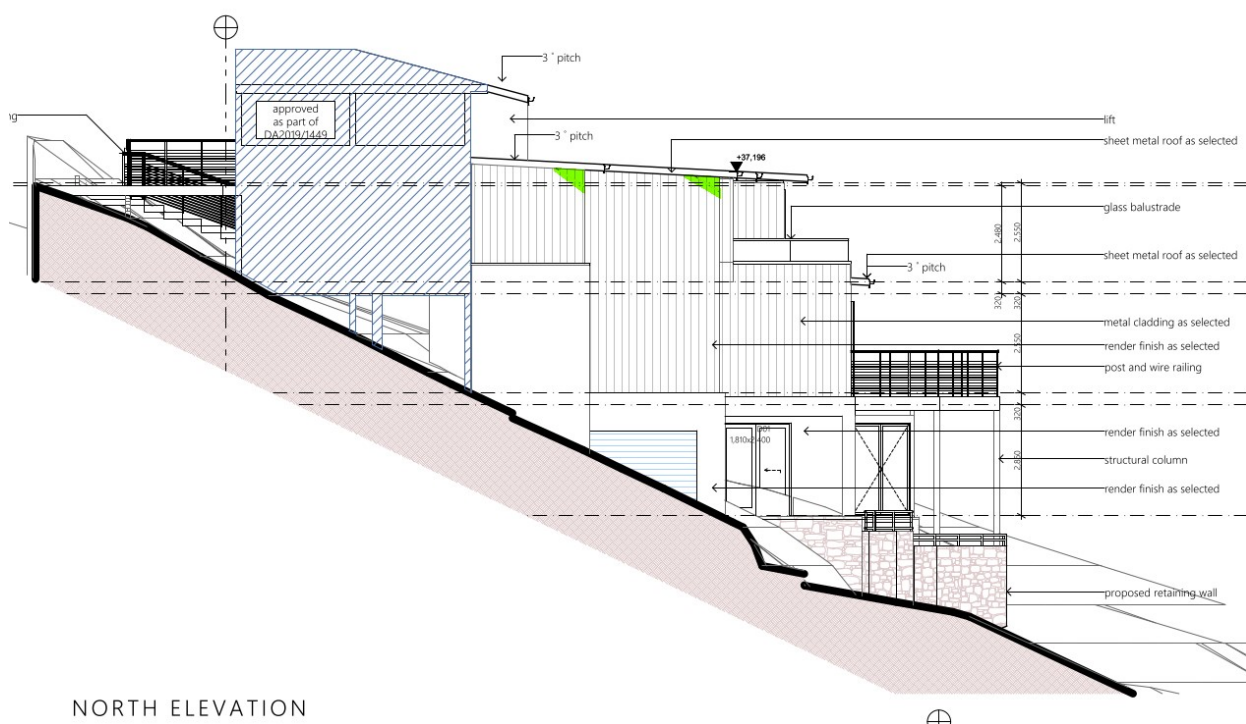 3° pitch
approved
as part of
DA2019/1449
ng
lift
3° pitch
sheet metal roof as selected
+37,196
glass balustrade
2.480
2.550
sheet metal roof as selected
3° pitch
320
320
metal cladding as selected
2.550
render finish as selected
post and wire railing
320
render finish as selected
structural column
2.850
render finish as selected
proposed retaining wall
NORTH ELEVATION